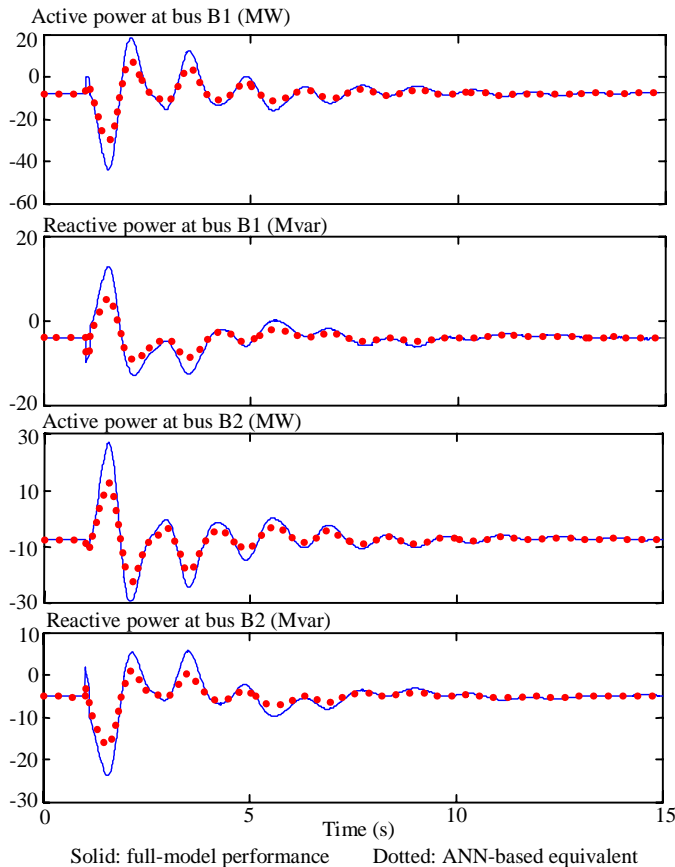 Active power at bus B1 (MW)
20
0
-20
-40
-60
Reactive power at bus B1 (Mvar)
20
0
-20
Active power at bus B2 (MW)
30
10
-10
-30
Reactive power at bus B2 (Mvar)
10
0
-10
-20
-30
0 5 10 15
Time (s)
Solid: full-model performance Dotted: ANN-based equivalent